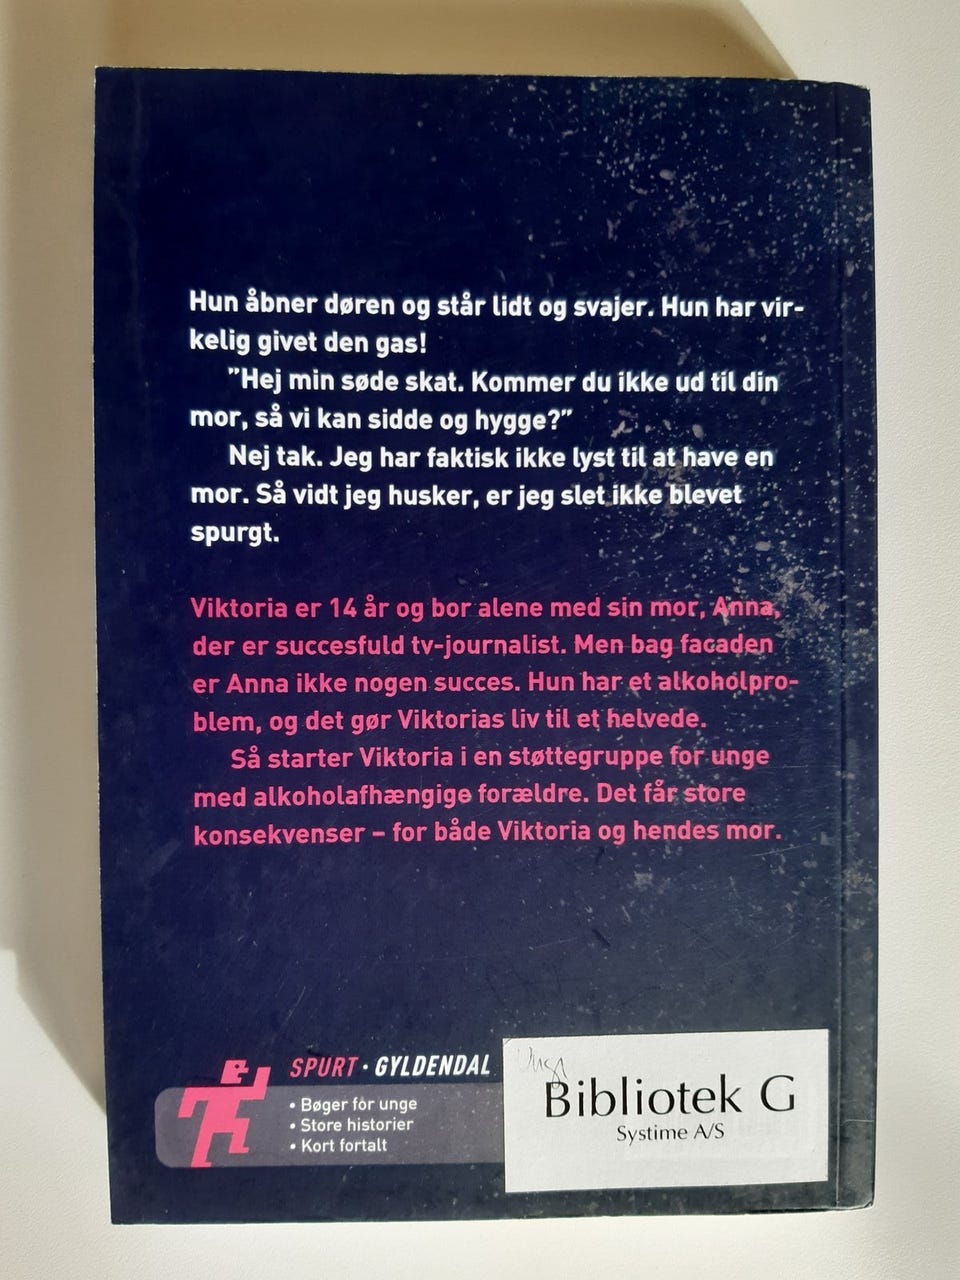 Hun åbner døren og står lidt og svajer. Hun har vir-
kelig givet den gas!
”Hej min søde skat. Kommer du ikke ud til din
mor, så vi kan sidde og hygge?”
Nej tak. Jeg har faktisk ikke lyst til at have en
mor. Så vidt jeg husker, er jeg slet ikke blevet
spurgt.
Viktoria er 14 år og bor alene med sin mor, Anna,
der er succesfuld tv-journalist. Men bag facaden
er Anna ikke nogen succes. Hun har et alkoholpro-
blem, og det gør Viktorias liv til et helvede.
Så starter Viktoria i en støttegruppe for unge
med alkoholafhængige forældre. Det får store
konsekvenser – for både Viktoria og hendes mor.
SPURT · GYLDENDAL
• Bøger for unge
• Store historier
• Kort fortalt
Bibliotek G
Systime A/S